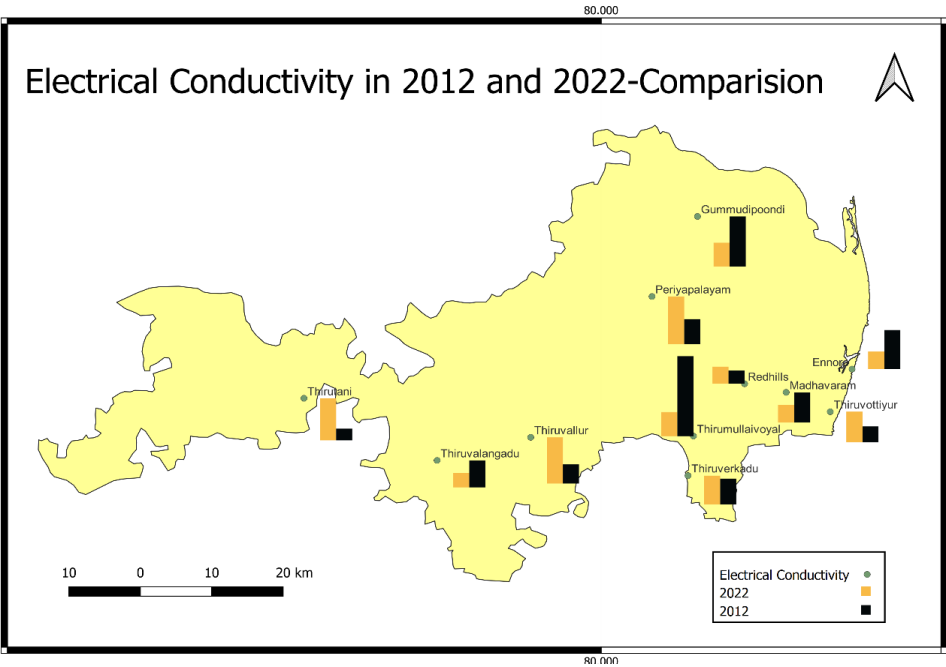 80.000
Electrical Conductivity in 2012 and 2022-Comparision
Gummudipoondi
Periyapalayam
Ennore
Redhills
Madhavaram
Thirutani
Thiruvottiyur
Thiruvallur
Thirumullaivoyal
Thiruvalangadu
Thiruverkadu
10 0 10 20 km
Electrical Conductivity
2022
2012
80.000